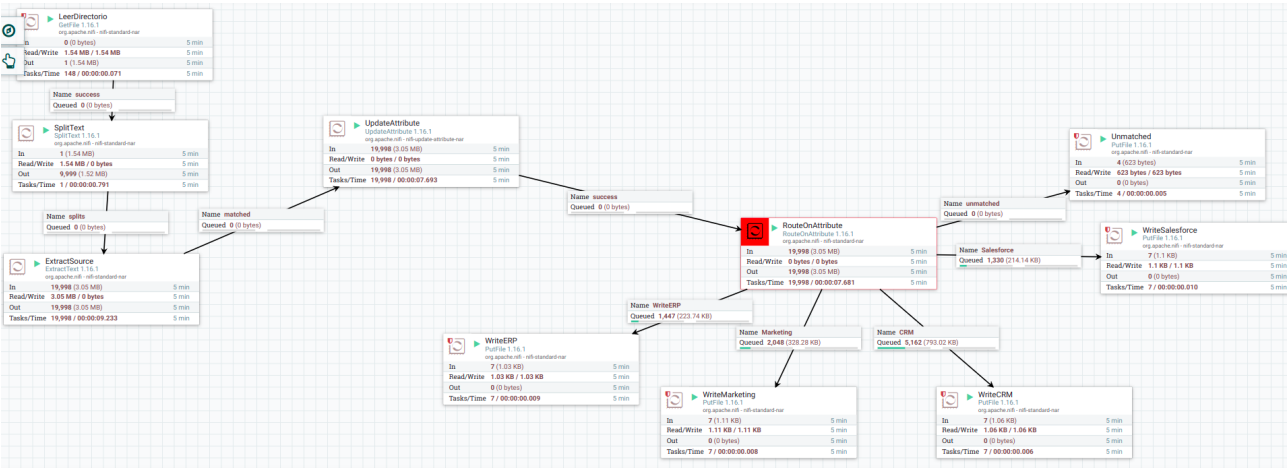 LeerDirectorio
GetFile 1.16.1
org.apache.nifi - nifi-standard-nar
In 0 (0 bytes) 5 min
Read/Write 1.54 MB / 1.54 MB 5 min
Out 1 (1.54 MB) 5 min
Tasks/Time 148 / 00:00:00.071 5 min
Name success
Queued 0 (0 bytes)
SplitText
SplitText 1.16.1
org.apache.nifi - nifi-standard-nar
In 1 (1.54 MB) 5 min
Read/Write 1.54 MB / 0 bytes 5 min
Out 9,999 (1.52 MB) 5 min
Tasks/Time 1 / 00:00:00.791 5 min
Name splits
Queued 0 (0 bytes)
ExtractSource
ExtractText 1.16.1
org.apache.nifi - nifi-standard-nar
In 19,998 (3.05 MB) 5 min
Read/Write 3.05 MB / 0 bytes 5 min
Out 19,998 (3.05 MB) 5 min
Tasks/Time 19,998 / 00:00:09.233 5 min
Name matched
Queued 0 (0 bytes)
UpdateAttribute
UpdateAttribute 1.16.1
org.apache.nifi - nifi-update-attribute-nar
In 19,998 (3.05 MB) 5 min
Read/Write 0 bytes / 0 bytes 5 min
Out 19,998 (3.05 MB) 5 min
Tasks/Time 19,998 / 00:00:07.693 5 min
Name success
Queued 0 (0 bytes)
RouteOnAttribute
RouteOnAttribute 1.16.1
org.apache.nifi - nifi-standard-nar
In 19,998 (3.05 MB) 5 min
Read/Write 0 bytes / 0 bytes 5 min
Out 19,998 (3.05 MB) 5 min
Tasks/Time 19,998 / 00:00:07.681 5 min
Name unmatched
Queued 0 (0 bytes)
Unmatched
PutFile 1.16.1
org.apache.nifi - nifi-standard-nar
In 4 (623 bytes) 5 min
Read/Write 623 bytes / 623 bytes 5 min
Out 0 (0 bytes) 5 min
Tasks/Time 4 / 00:00:00.005 5 min
Name Salesforce
Queued 1,330 (214.14 KB)
WriteSalesforce
PutFile 1.16.1
org.apache.nifi - nifi-standard-nar
In 7 (1.1 KB) 5 min
Read/Write 1.1 KB / 1.1 KB 5 min
Out 0 (0 bytes) 5 min
Tasks/Time 7 / 00:00:00.010 5 min
Name WriteERP
Queued 1,447 (223.74 KB)
WriteERP
PutFile 1.16.1
org.apache.nifi - nifi-standard-nar
In 7 (1.03 KB) 5 min
Read/Write 1.03 KB / 1.03 KB 5 min
Out 0 (0 bytes) 5 min
Tasks/Time 7 / 00:00:00.009 5 min
Name Marketing
Queued 2,048 (328.28 KB)
WriteMarketing
PutFile 1.16.1
org.apache.nifi - nifi-standard-nar
In 7 (1.11 KB) 5 min
Read/Write 1.11 KB / 1.11 KB 5 min
Out 0 (0 bytes) 5 min
Tasks/Time 7 / 00:00:00.008 5 min
Name CRM
Queued 5,162 (793.02 KB)
WriteCRM
PutFile 1.16.1
org.apache.nifi - nifi-standard-nar
In 7 (1.06 KB) 5 min
Read/Write 1.06 KB / 1.06 KB 5 min
Out 0 (0 bytes) 5 min
Tasks/Time 7 / 00:00:00.006 5 min